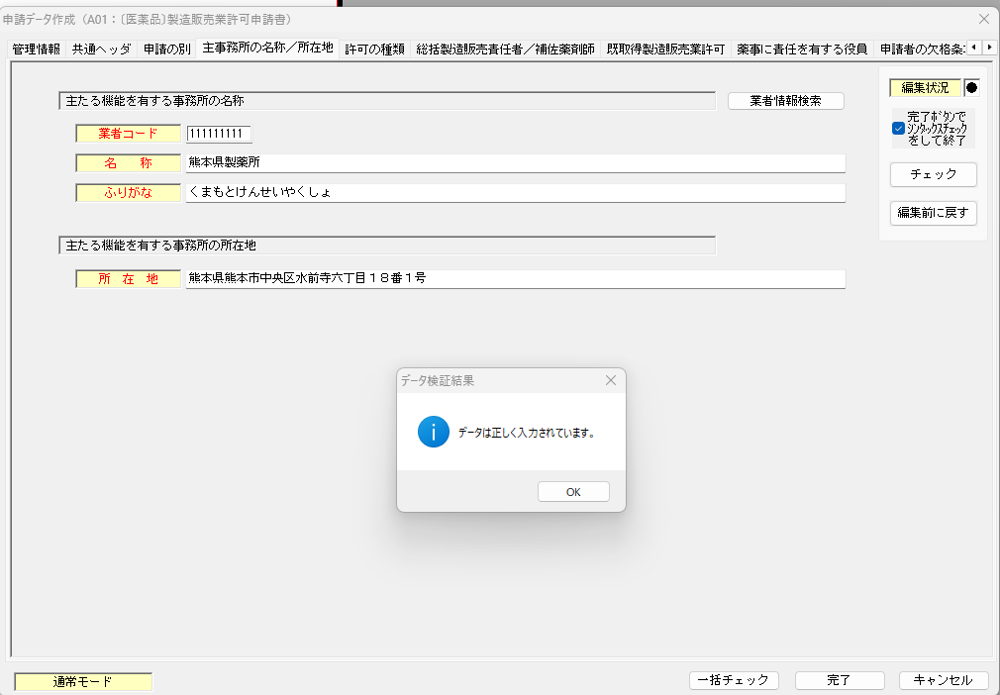 申請データ作成（A01：〔医薬品〕製造販売業許可申請書）
管理情報 共通ヘッダ 申請の別 主事務所の名称／所在地 許可の種類 総括製造販売責任者／補佐薬剤師 既取得製造販売業許可 薬事に責任を有する役員 申請者の欠格条
主たる機能を有する事務所の名称
業者情報検索
業者コード 111111111
名　称 熊本県製薬所
ふりがな くまもとけんせいやくしょ
主たる機能を有する事務所の所在地
所 在 地 熊本県熊本市中央区水前寺六丁目１８番１号
編集状況
完了ﾎﾞﾀﾝで
ｼﾝﾀｯｸｽﾁｪｯｸ
をして終了
チェック
編集前に戻す
データ検証結果
データは正しく入力されています。
OK
通常モード
一括チェック 完了 キャンセル